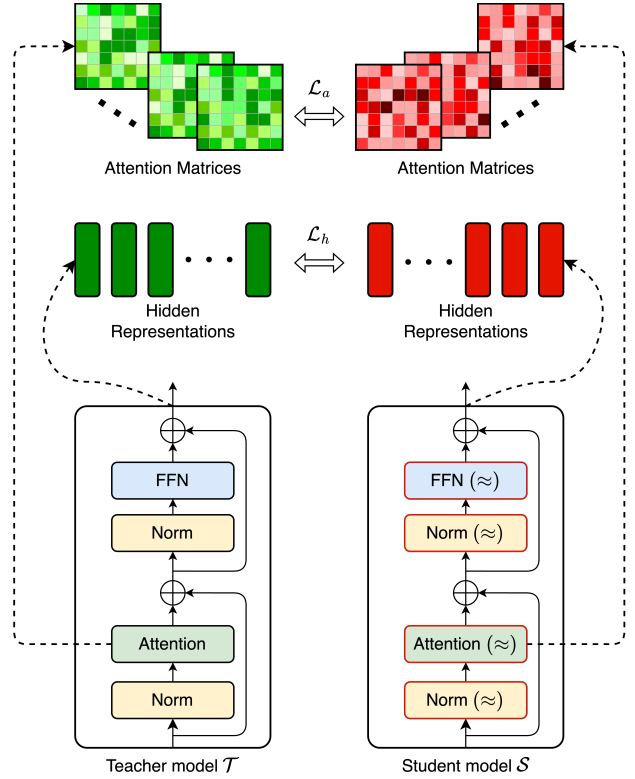 ℒₐ
Attention Matrices
Attention Matrices
ℒₕ
Hidden
Representations
Hidden
Representations
FFN
FFN (≈)
Norm
Norm (≈)
Attention
Attention (≈)
Norm
Norm (≈)
Teacher model 𝒯
Student model 𝒮